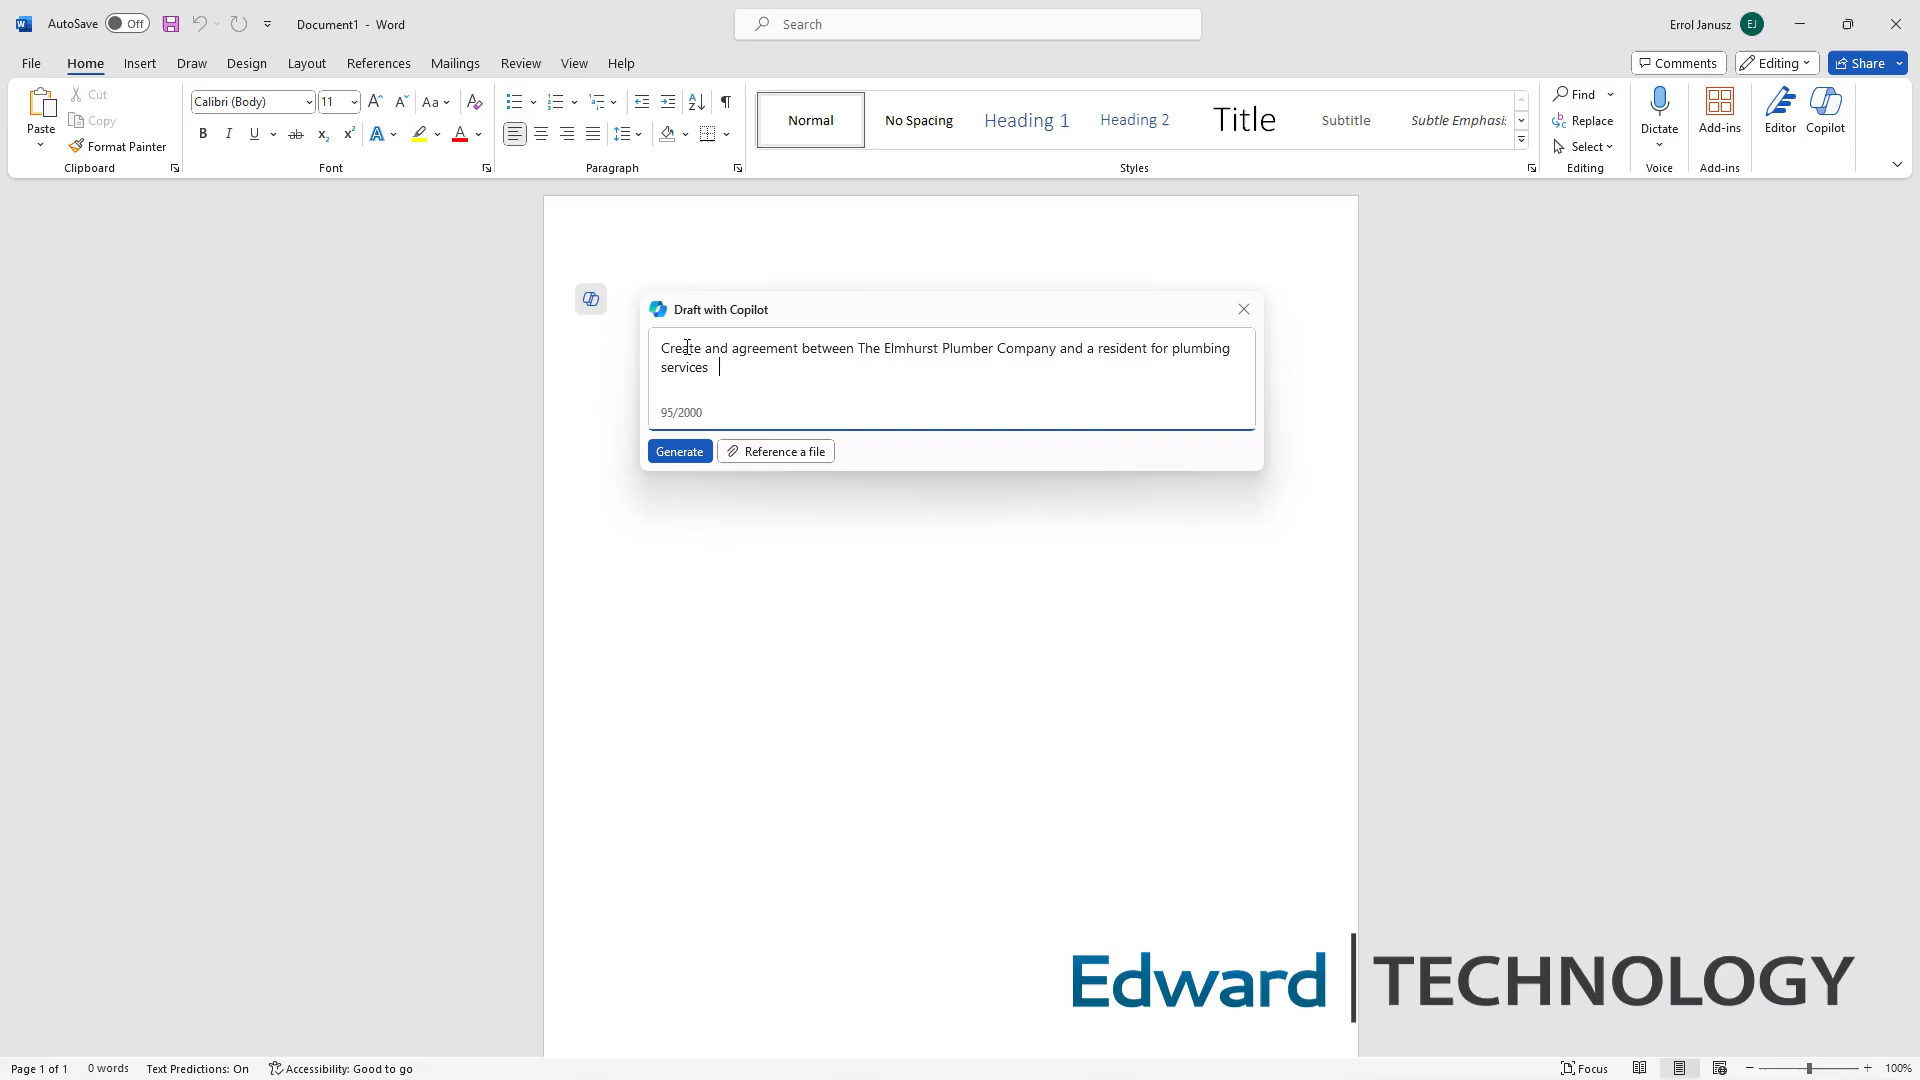 AutoSave Off Document1 - Word Search Errol Janusz EJ
File Home Insert Draw Design Layout References Mailings Review View Help Comments Editing Share
Paste Cut Copy Format Painter Clipboard
Calibri (Body) 11 Aa Font
Paragraph
Normal No Spacing Heading 1 Heading 2 Title Subtitle Subtle Emphasis Styles
Find Replace Select Editing
Dictate Voice
Add-ins Add-ins
Editor Copilot
Draft with Copilot
Create and agreement between The Elmhurst Plumber Company and a resident for plumbing
services
95/2000
Generate Reference a file
Edward TECHNOLOGY
Page 1 of 1 0 words Text Predictions: On Accessibility: Good to go Focus 100%